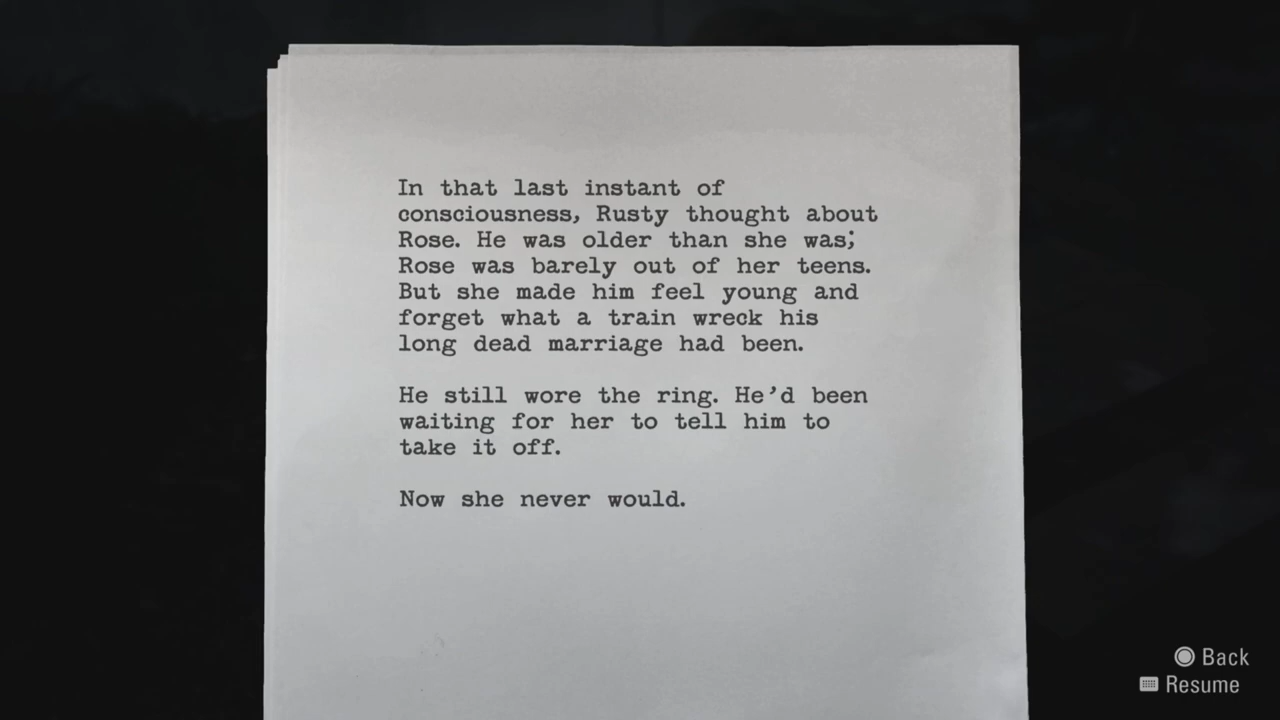 In that last instant of
consciousness, Rusty thought about
Rose. He was older than she was;
Rose was barely out of her teens.
But she made him feel young and
forget what a train wreck his
long dead marriage had been.
He still wore the ring. He'd been
waiting for her to tell him to
take it off.
Now she never would.
Back
Resume